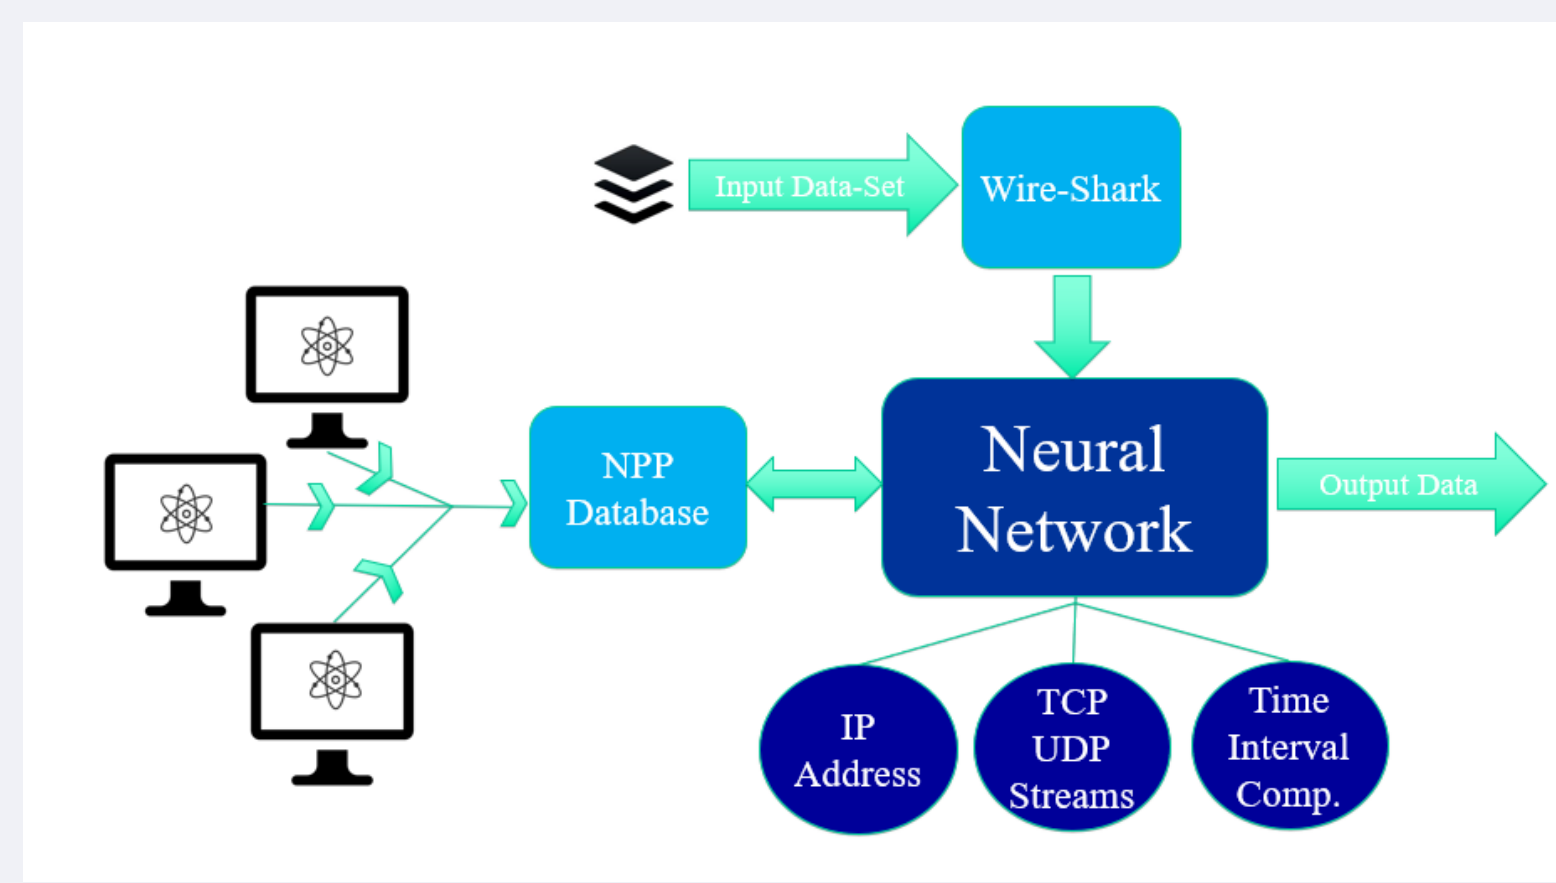 Input Data-Set
Wire-Shark
NPP
Database
Neural
Network
Output Data
IP
Address
TCP
UDP
Streams
Time
Interval
Comp.